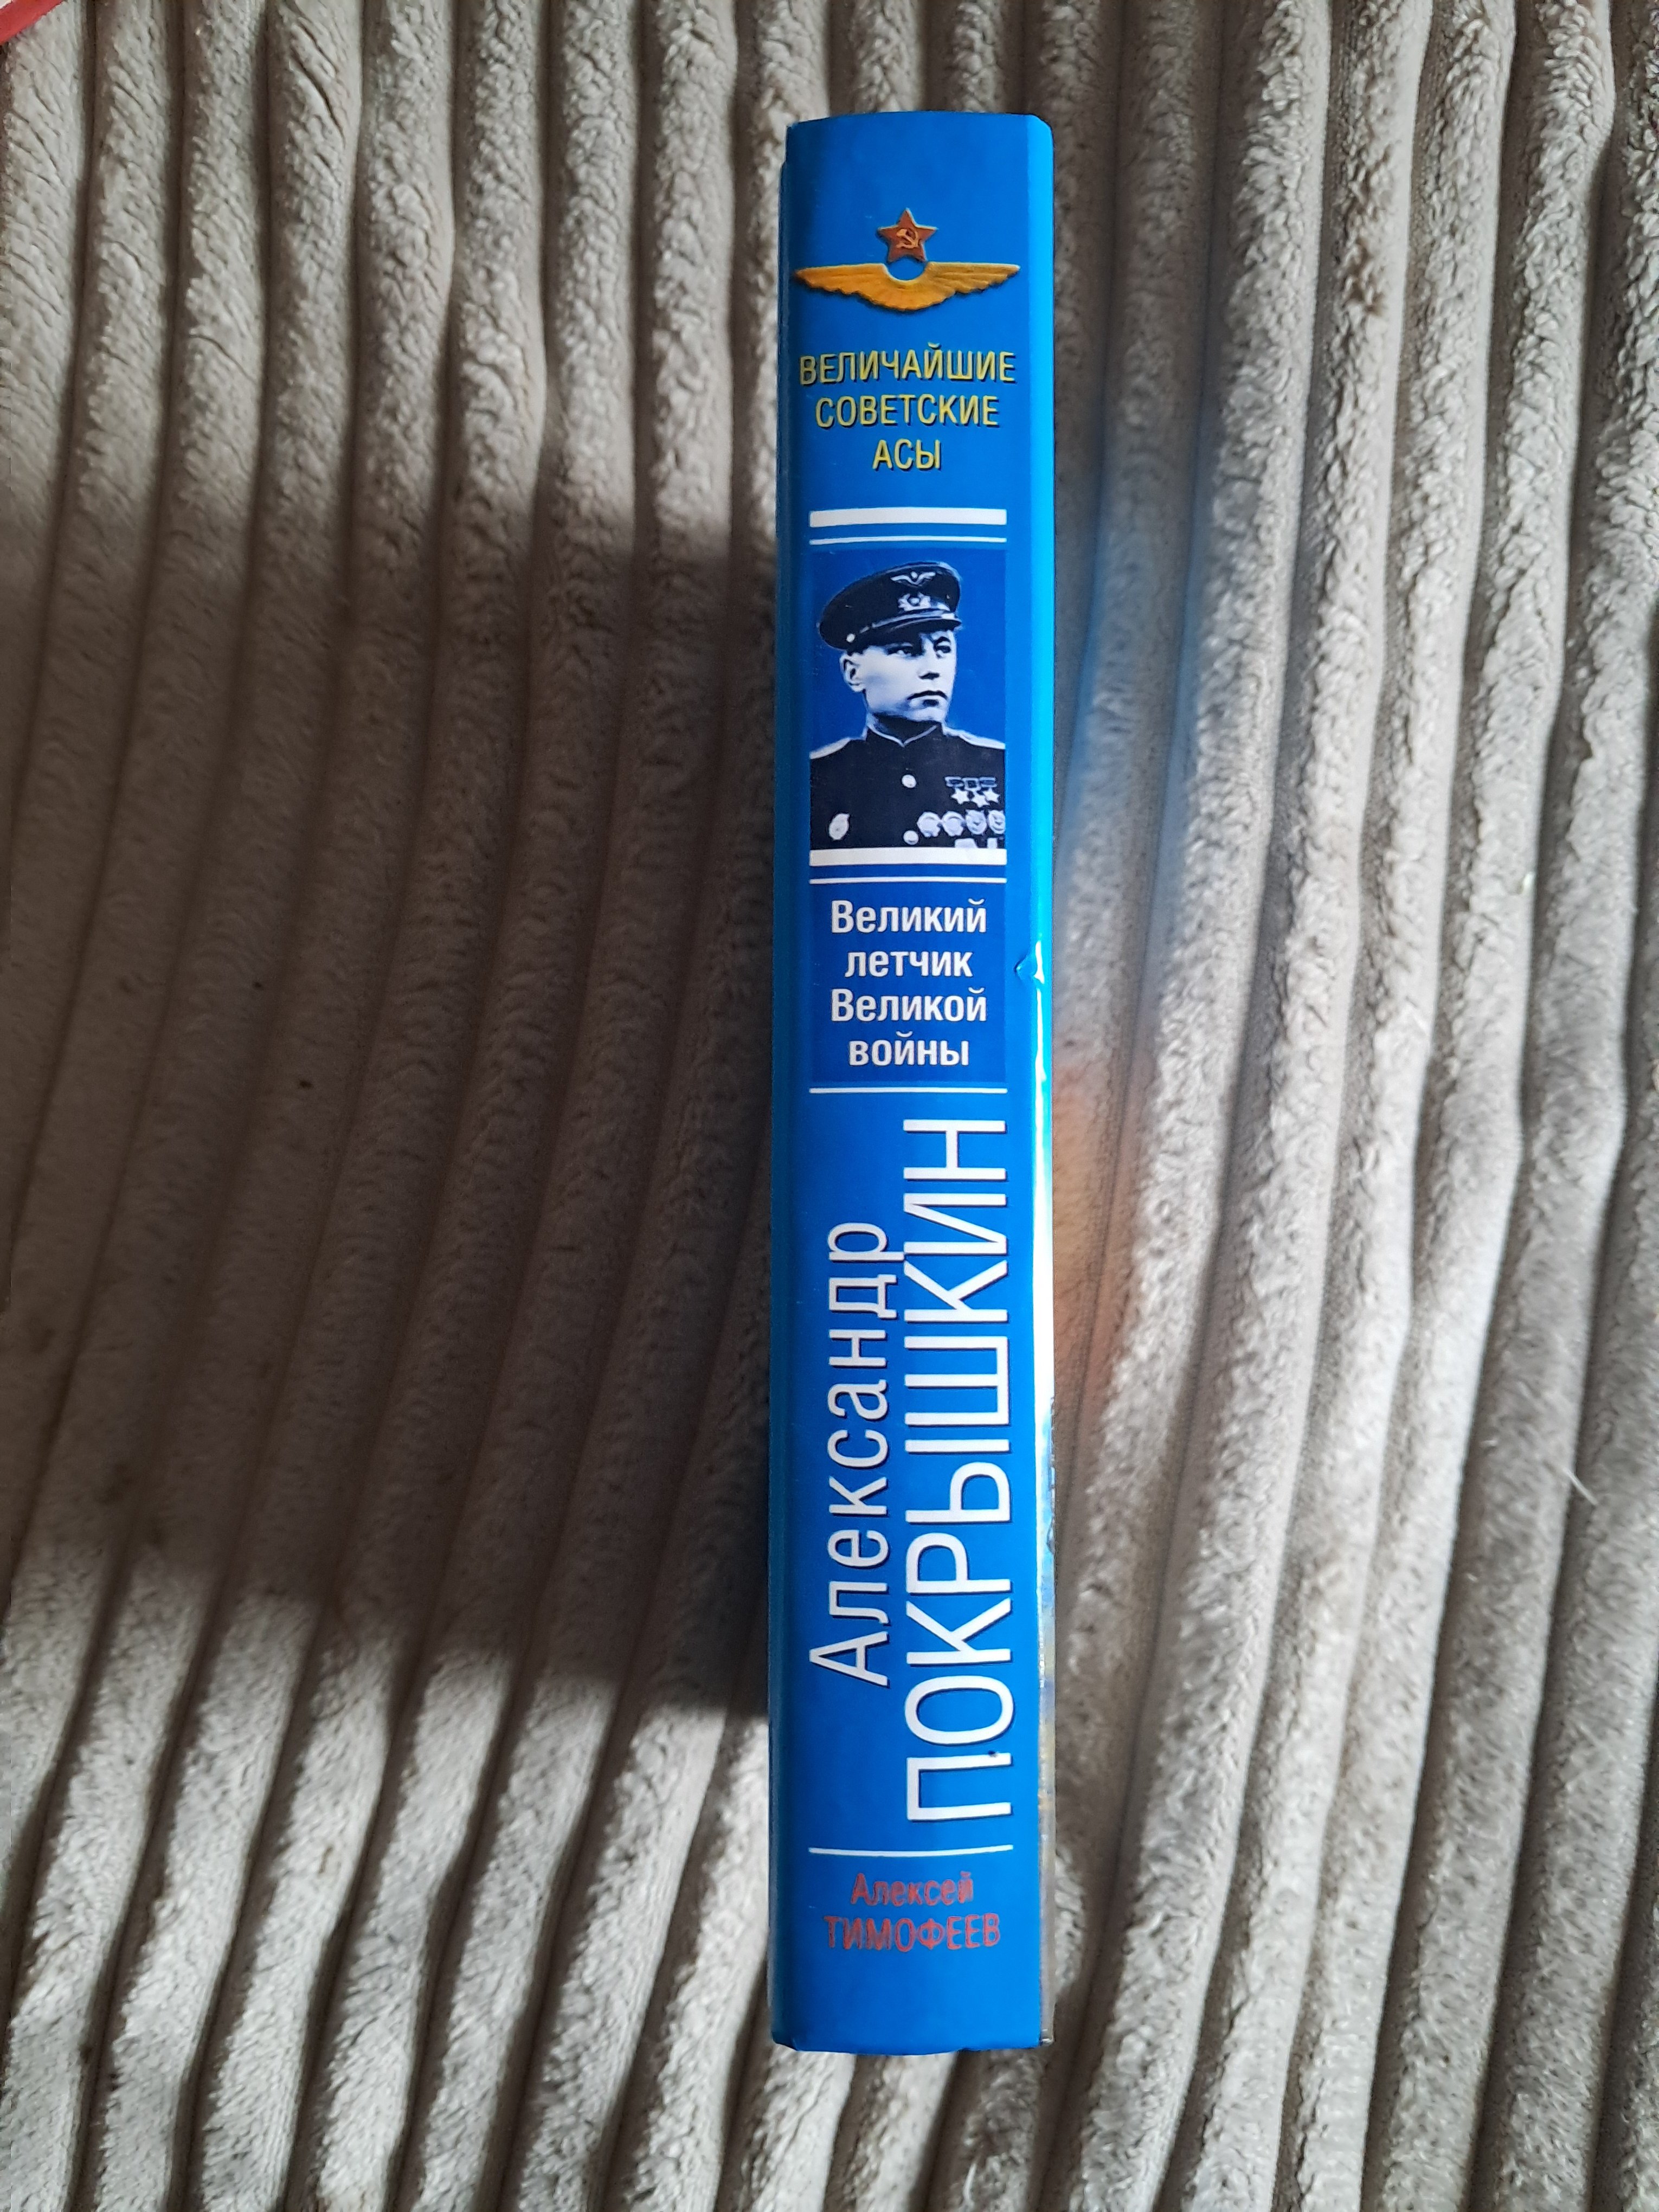 ВЕЛИЧАЙШИЕ
СОВЕТСКИЕ
АСЫ
Великий
летчик
Великой
войны
Александр
ПОКРЫШКИН
Алексей
ТИМОФЕЕВ